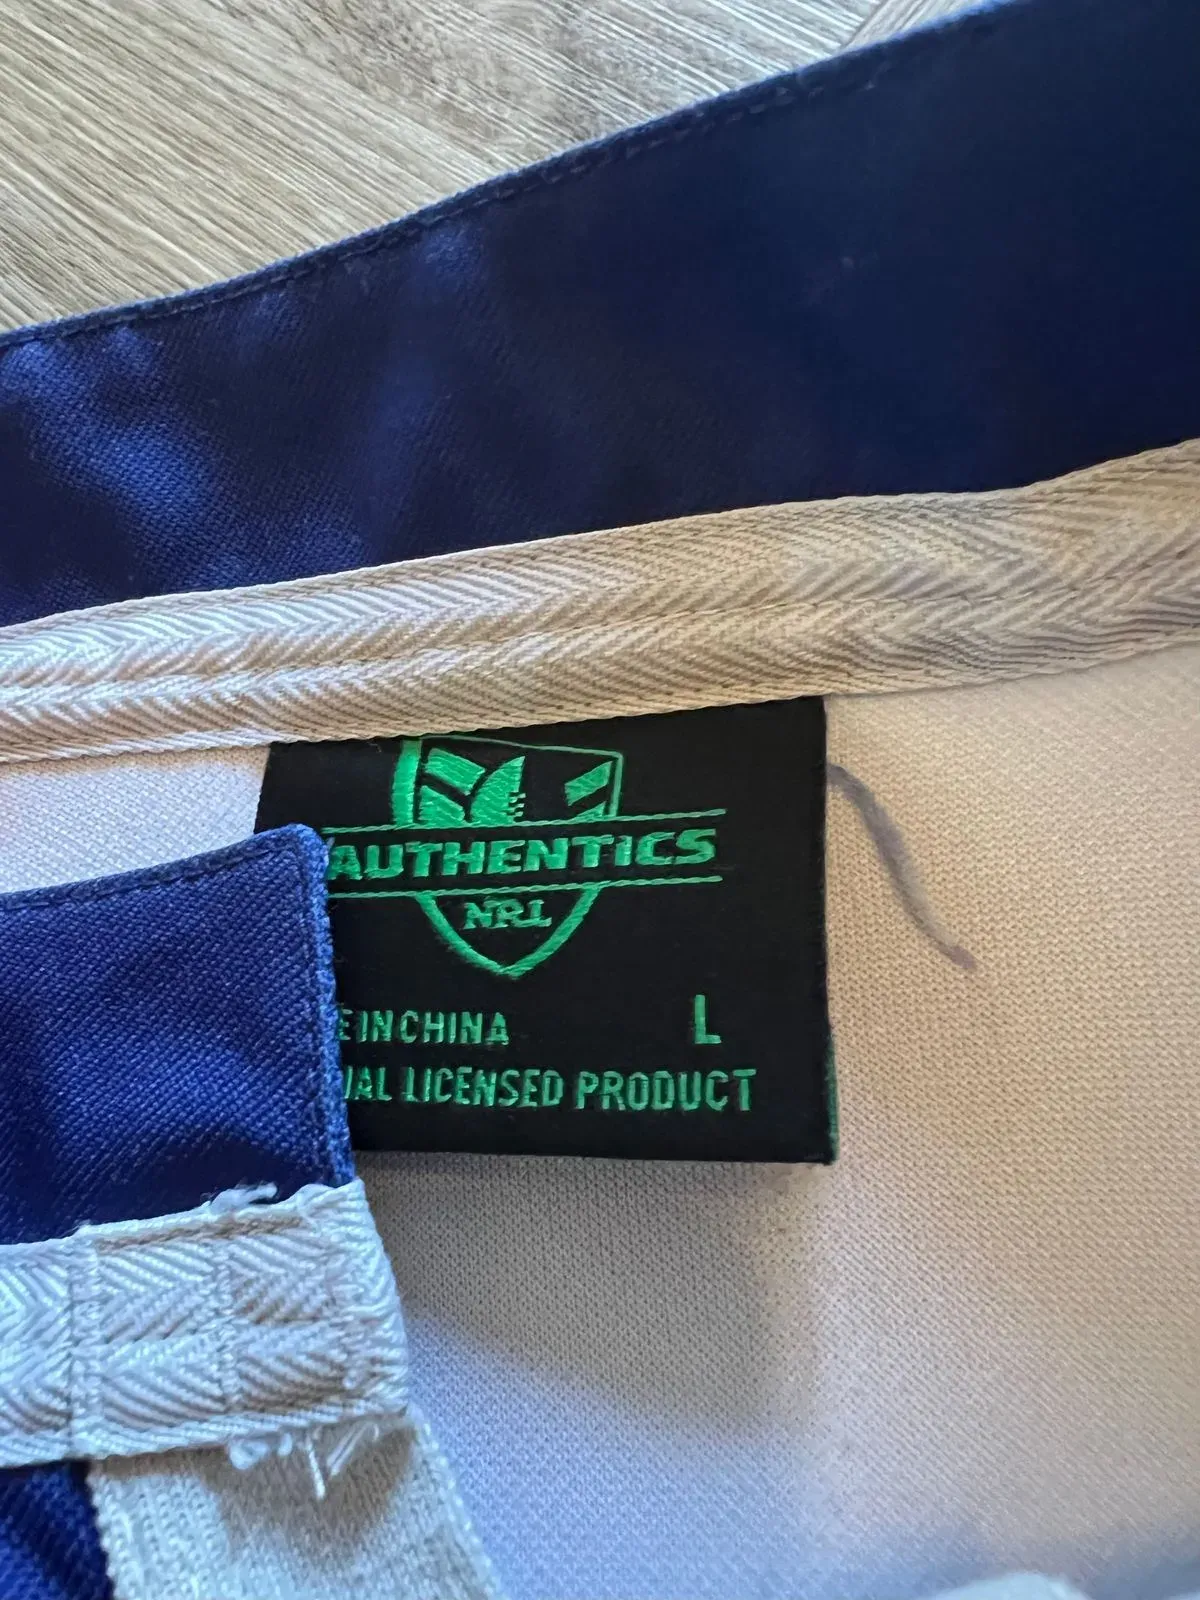 AUTHENTICS
NRL
E IN CHINA
L
IAL LICENSED PRODUCT